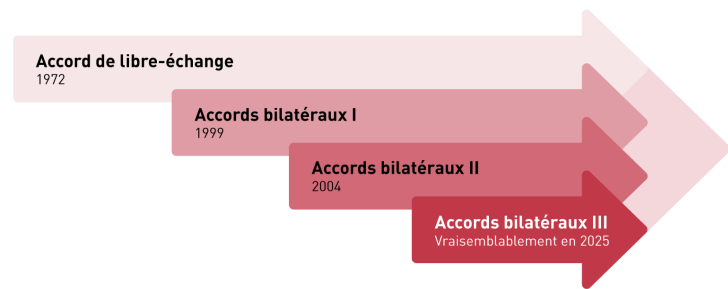 Accord de libre-échange
1972
Accords bilatéraux I
1999
Accords bilatéraux II
2004
Accords bilatéraux III
Vraisemblablement en 2025